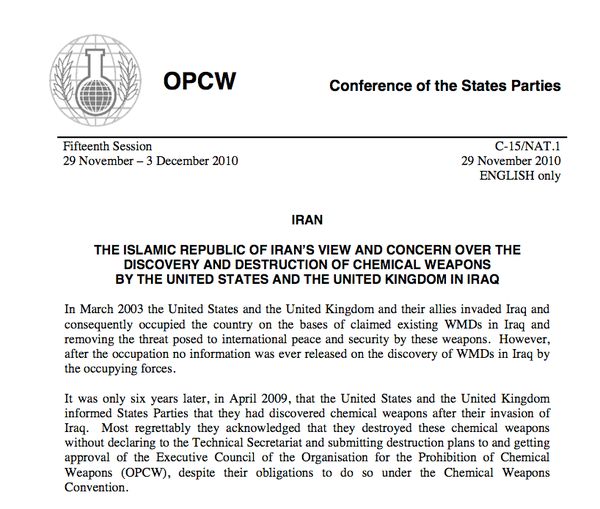 OPCW
Conference of the States Parties
Fifteenth Session
C-15/NAT.1
29 November – 3 December 2010
29 November 2010
ENGLISH only
IRAN
THE ISLAMIC REPUBLIC OF IRAN'S VIEW AND CONCERN OVER THE
DISCOVERY AND DESTRUCTION OF CHEMICAL WEAPONS
BY THE UNITED STATES AND THE UNITED KINGDOM IN IRAQ
In March 2003 the United States and the United Kingdom and their allies invaded Iraq and
consequently occupied the country on the bases of claimed existing WMDs in Iraq and
removing the threat posed to international peace and security by these weapons. However,
after the occupation no information was ever released on the discovery of WMDs in Iraq by
the occupying forces.
It was only six years later, in April 2009, that the United States and the United Kingdom
informed States Parties that they had discovered chemical weapons after their invasion of
Iraq. Most regrettably they acknowledged that they destroyed these chemical weapons
without declaring to the Technical Secretariat and submitting destruction plans to and getting
approval of the Executive Council of the Organisation for the Prohibition of Chemical
Weapons (OPCW), despite their obligations to do so under the Chemical Weapons
Convention.